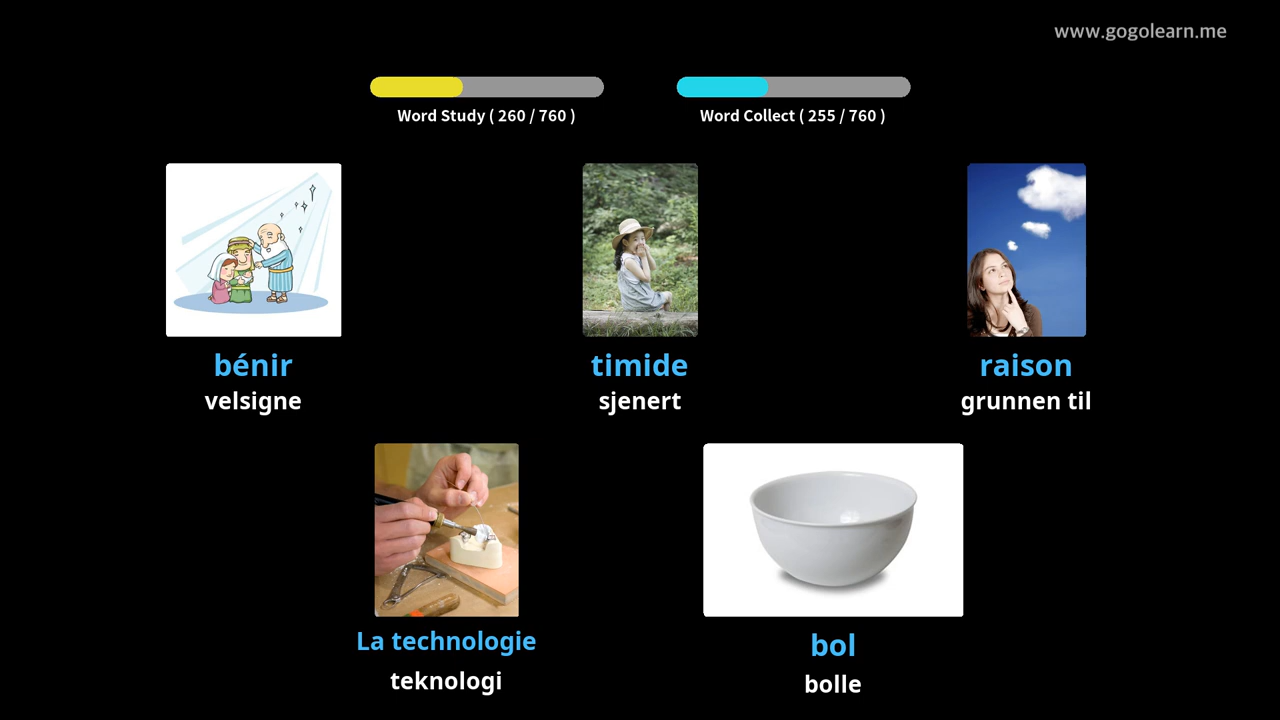 www.gogolearn.me
Word Study ( 260 / 760 )
Word Collect ( 255 / 760 )
bénir
velsigne
timide
sjenert
raison
grunnen til
La technologie
teknologi
bol
bolle